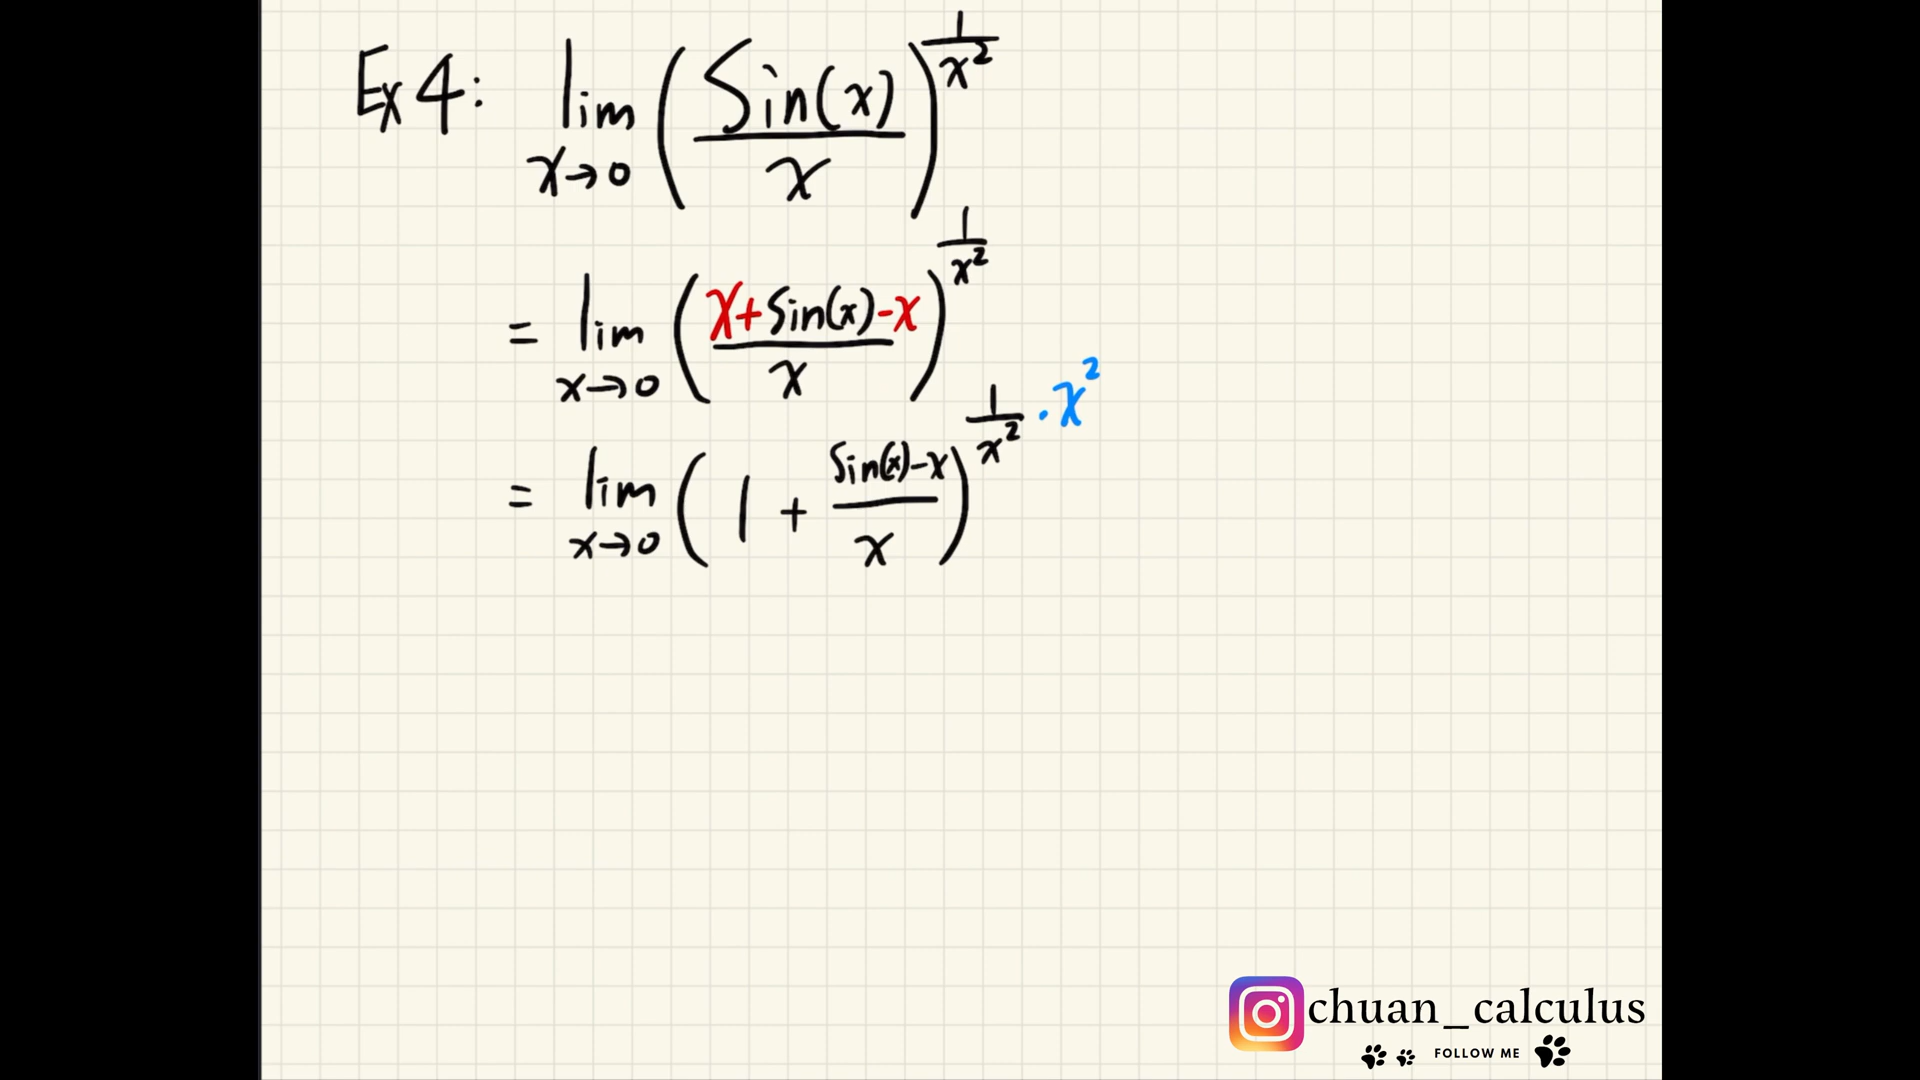 Ex 4: lim x→0 (Sin(x)/x)^(1/x²)
= lim x→0 (x+Sin(x)-x/x)^(1/x²)
= lim x→0 (1 + Sin(x)-x/x)^(1/x² · x²)
chuan_calculus
FOLLOW ME